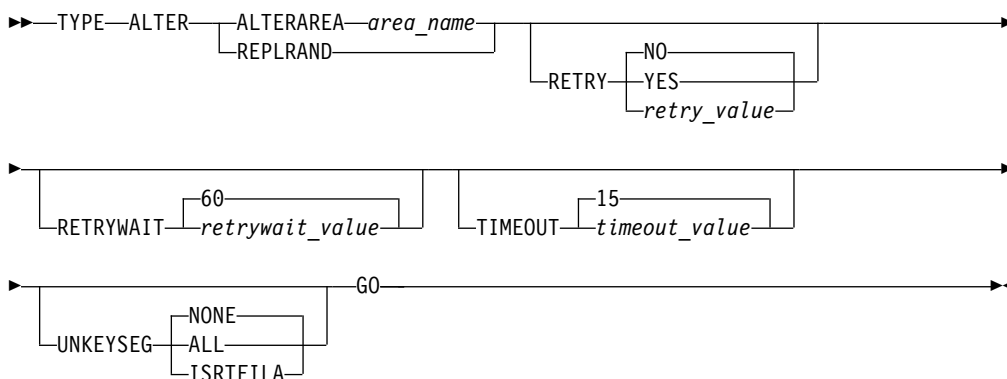 TYPE ALTER ALTERAREA area_name
REPLRAND NO
RETRY YES
retry_value
60 15
RETRYWAIT retrywait_value TIMEOUT timeout_value
GO
NONE
UNKEYSEG ALL
ISRTFILA